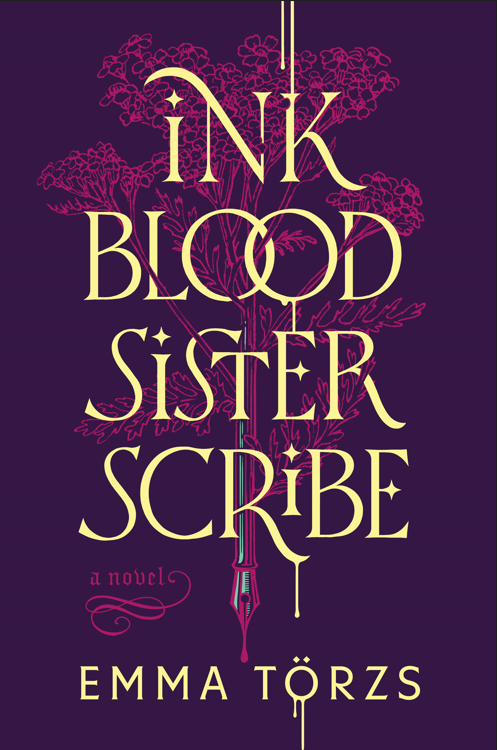 iNK
BLOOD
SiSTER
SCRiBE
a novel
EMMA TÖRZS